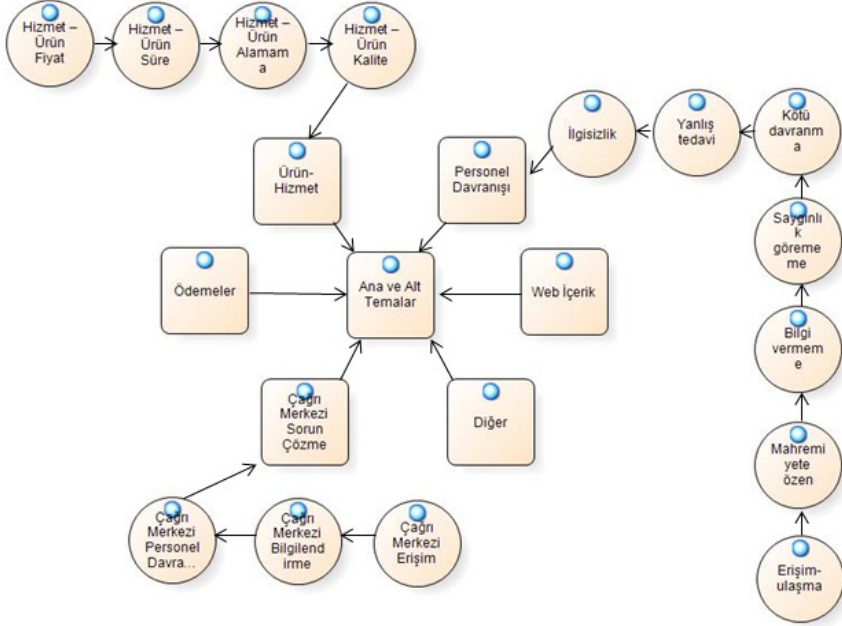 Hizmet –
Ürün
Fiyat
Hizmet –
Ürün
Süre
Hizmet –
Ürün
Alamam
a
Hizmet –
Ürün
Kalite
Ürün-
Hizmet
Personel
Davranışı
İlgisizlik
Yanlış
tedavi
Kötü
davranm
a
Saygınlı
k
görememe
me
Bilgi
vermem
e
Mahremi
yete
özen
Erişim-
ulaşma
Ödemeler
Ana ve Alt
Temalar
Web İçerik
Çağrı
Merkezi
Sorun
Çözme
Diğer
Çağrı
Merkezi
Personel
Davra...
Çağrı
Merkezi
Bilgilend
irme
Çağrı
Merkezi
Erişim